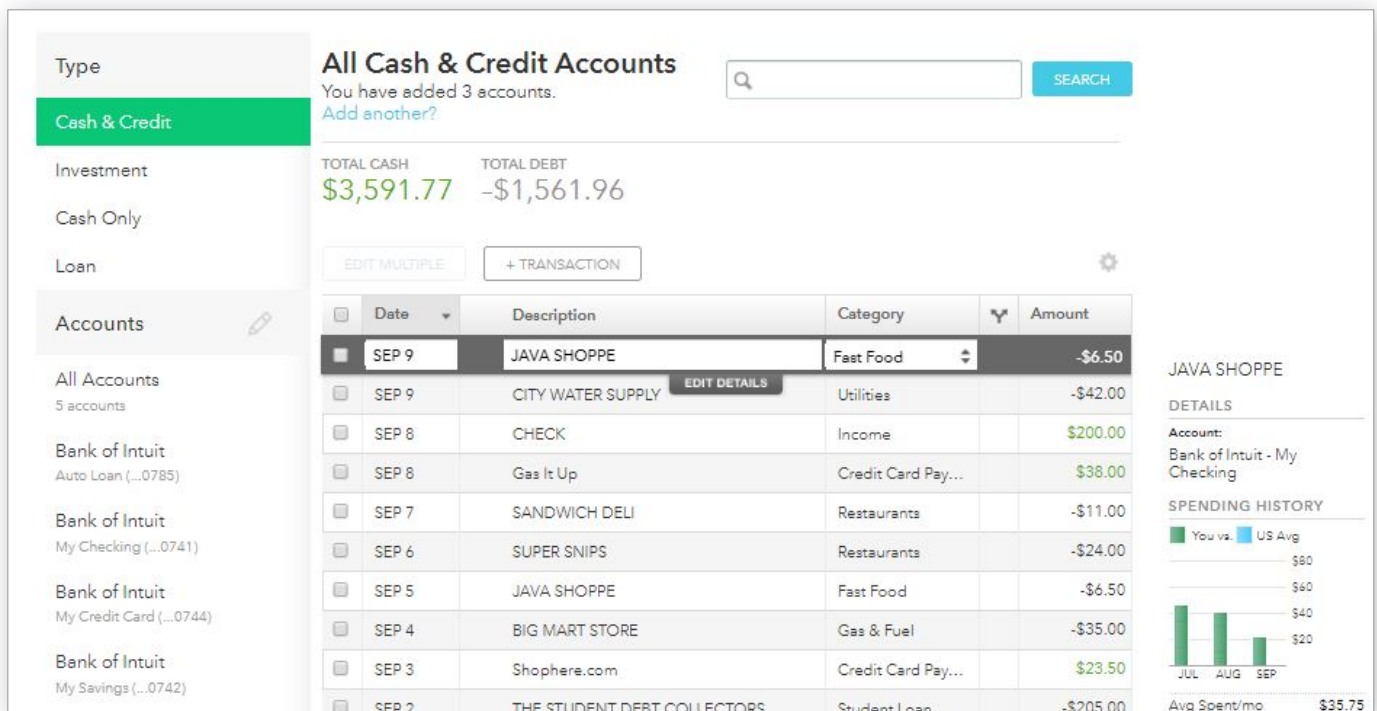 Type
Cash & Credit
Investment
Cash Only
Loan
Accounts
All Accounts
5 accounts
Bank of Intuit
Auto Loan (...0785)
Bank of Intuit
My Checking (...0741)
Bank of Intuit
My Credit Card (...0744)
Bank of Intuit
My Savings (...0742)
All Cash & Credit Accounts
You have added 3 accounts.
Add another?
SEARCH
TOTAL CASH TOTAL DEBT
$3,591.77 -$1,561.96
EDIT MULTIPLE + TRANSACTION
Date Description Category Amount
SEP 9 JAVA SHOPPE Fast Food -$6.50
EDIT DETAILS
SEP 9 CITY WATER SUPPLY Utilities -$42.00
SEP 8 CHECK Income $200.00
SEP 8 Gas It Up Credit Card Pay... $38.00
SEP 7 SANDWICH DELI Restaurants -$11.00
SEP 6 SUPER SNIPS Restaurants -$24.00
SEP 5 JAVA SHOPPE Fast Food -$6.50
SEP 4 BIG MART STORE Gas & Fuel -$35.00
SEP 3 Shophere.com Credit Card Pay... $23.50
SEP 2 THE STUDENT DEBT COLLECTORS Student Loan -$205.00
JAVA SHOPPE
DETAILS
Account:
Bank of Intuit - My
Checking
SPENDING HISTORY
You vs. US Avg
$80
$60
$40
$20
JUL AUG SEP
Avg Spent/mo $35.75